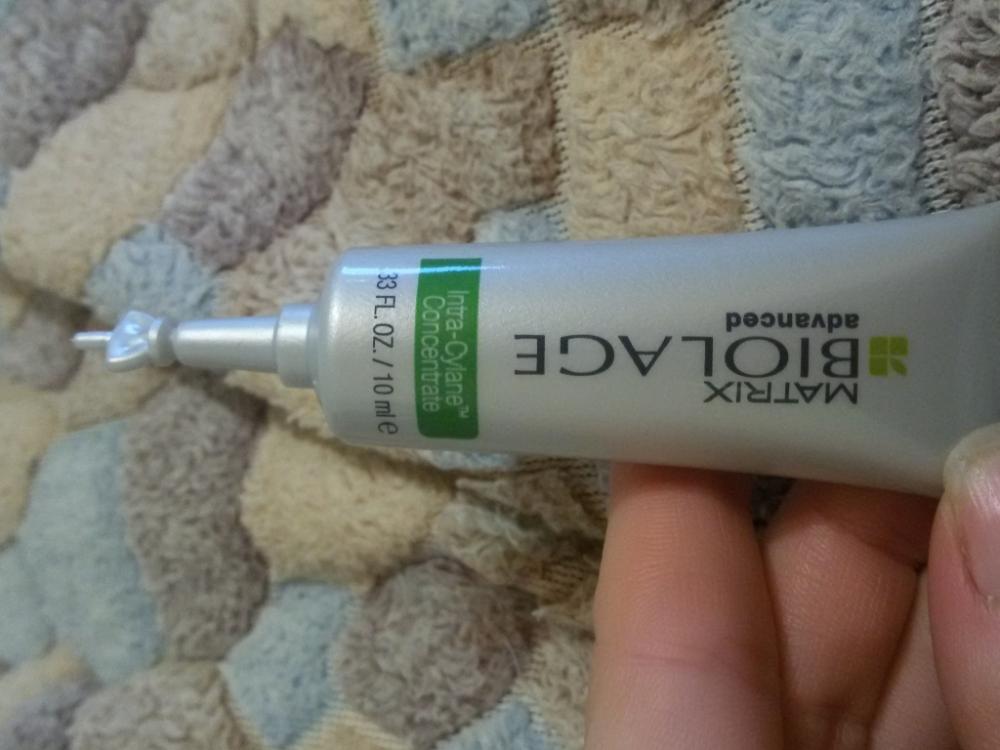 MATRIX
BIOLAGE
advanced
Intra-Cylane™
Concentrate
33 FL. OZ. / 10 ml e